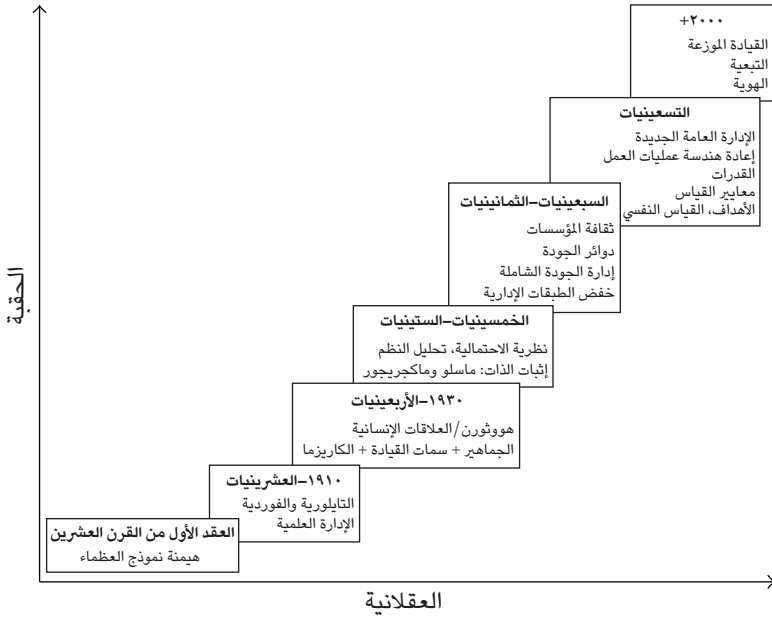 +٢٠٠٠
القيادة الموزعة
التبعية
الهوية
التسعينيات
الإدارة العامة الجديدة
إعادة هندسة عمليات العمل
القدرات
معايير القياس
الأهداف، القياس النفسي
السبعينيات–الثمانينيات
ثقافة المؤسسات
دوائر الجودة
إدارة الجودة الشاملة
خفض الطبقات الإدارية
الخمسينيات–الستينيات
نظرية الاحتمالية، تحليل النظم
إثبات الذات: ماسلو وماكجريجور
١٩٣٠–الأربعينيات
هووثورن/العلاقات الإنسانية
الجماهير + سمات القيادة + الكاريزما
١٩١٠–العشرينيات
التايلورية والفوردية
الإدارة العلمية
العقد الأول من القرن العشرين
هيمنة نموذج العظماء
الحقبة
العقلانية